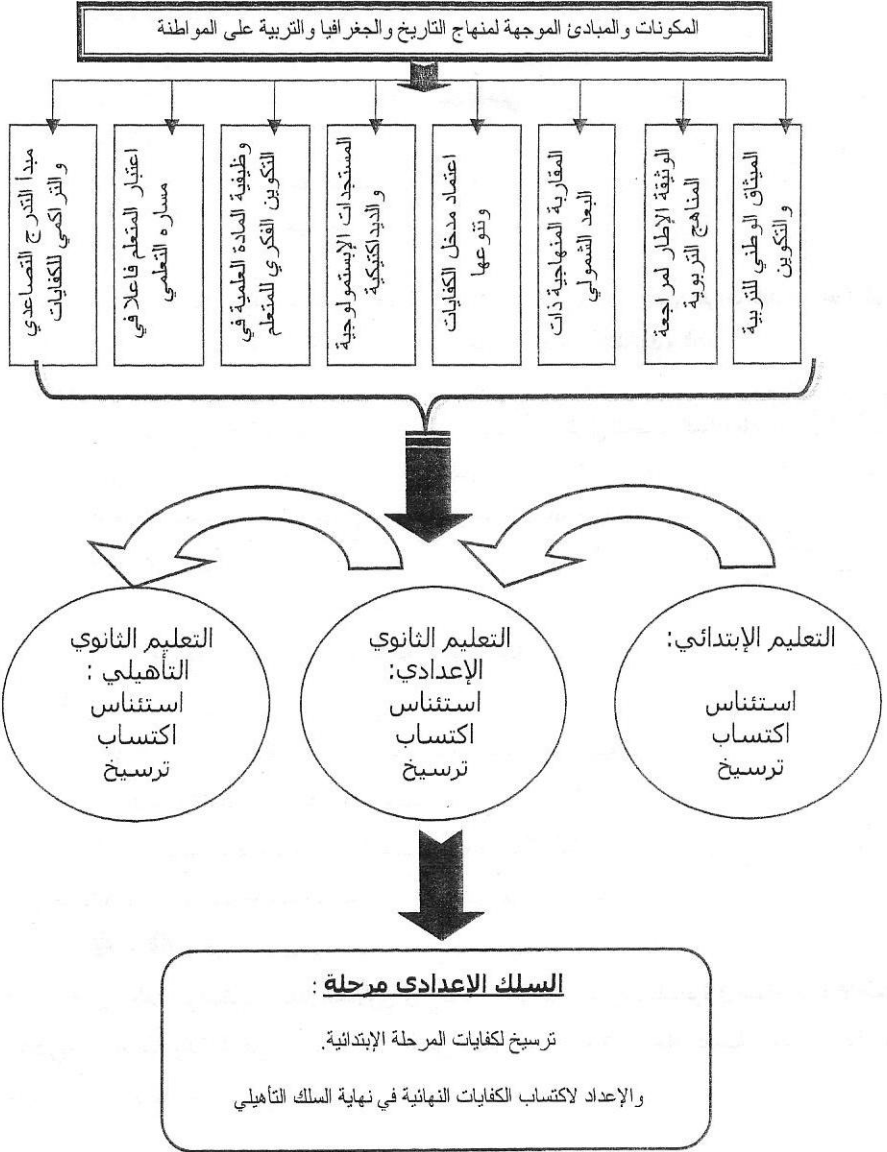 المكونات والمبادئ الموجهة لمنهاج التاريخ والجغرافيا والتربية على المواطنة
الميثاق الوطني للتربية
والتكوين
الوثيقة الإطار لمراجعة
المناهج التربوية
المقاربة المنهاجية ذات
البعد الشمولي
اعتماد مدخل الكفايات
وتنوعها
المستجدات الإبستمولوجية
والديداكتيكية
وظيفية المادة العلمية في
التكوين الفكري للمتعلم
اعتبار المتعلم فاعلا في
مساره التعلمي
مبدأ التدرج التصاعدي
والتراكمي للكفايات
التعليم الإبتدائي:
استئناس
اكتساب
ترسيخ
التعليم الثانوي
الإعدادي:
استئناس
اكتساب
ترسيخ
التعليم الثانوي
التأهيلي :
استئناس
اكتساب
ترسيخ
السلك الإعدادي مرحلة :
ترسيخ لكفايات المرحلة الإبتدائية.
والإعداد لاكتساب الكفايات النهائية في نهاية السلك التأهيلي